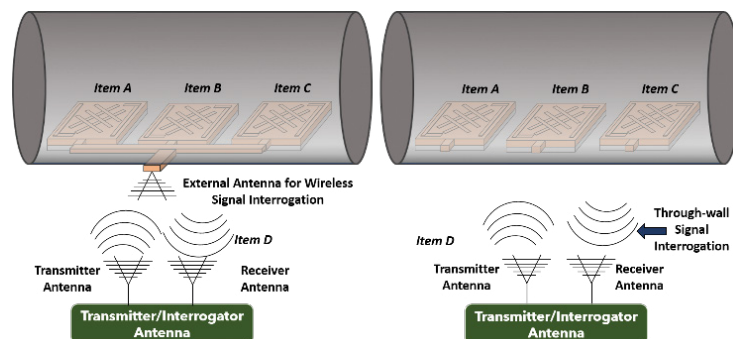 Item A
Item B
Item C
External Antenna for Wireless
Signal Interrogation
Item D
Transmitter
Antenna
Receiver
Antenna
Transmitter/Interrogator
Antenna
Item A
Item B
Item C
Item D
Through-wall
Signal
Interrogation
Transmitter
Antenna
Receiver
Antenna
Transmitter/Interrogator
Antenna